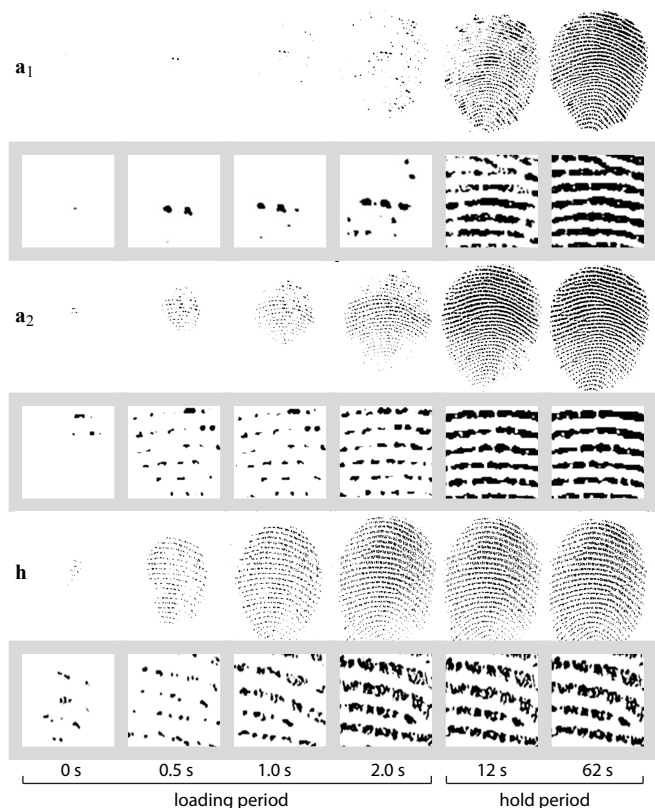 a1
a2
h
0 s 0.5 s 1.0 s 2.0 s 12 s 62 s
loading period hold period